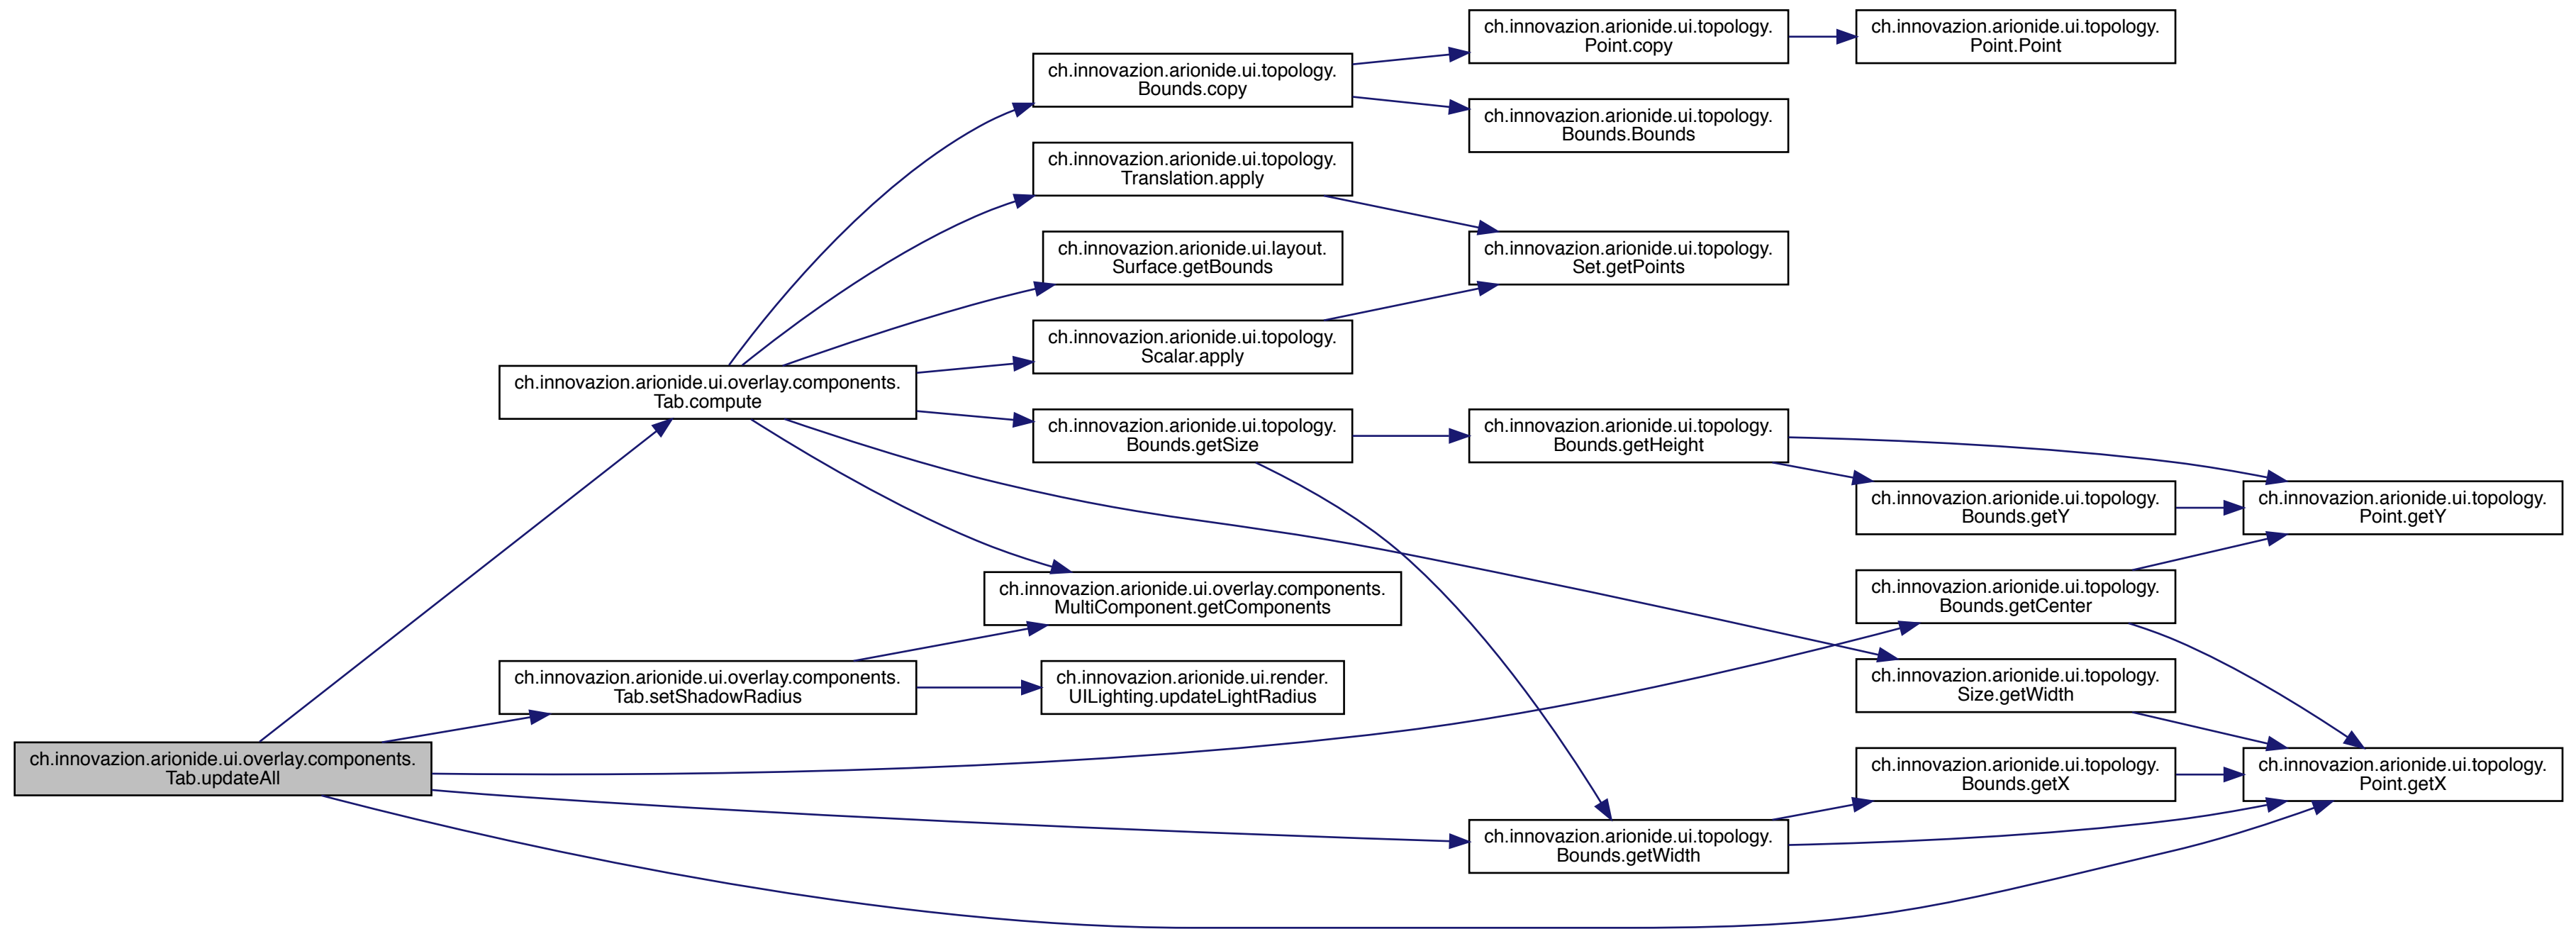 ch.innovazion.arionide.ui.topology.
Point.copy
ch.innovazion.arionide.ui.topology.
Point.Point
ch.innovazion.arionide.ui.topology.
Bounds.copy
ch.innovazion.arionide.ui.topology.
Bounds.Bounds
ch.innovazion.arionide.ui.topology.
Translation.apply
ch.innovazion.arionide.ui.layout.
Surface.getBounds
ch.innovazion.arionide.ui.topology.
Set.getPoints
ch.innovazion.arionide.ui.topology.
Scalar.apply
ch.innovazion.arionide.ui.overlay.components.
Tab.compute
ch.innovazion.arionide.ui.topology.
Bounds.getSize
ch.innovazion.arionide.ui.topology.
Bounds.getHeight
ch.innovazion.arionide.ui.topology.
Bounds.getY
ch.innovazion.arionide.ui.topology.
Point.getY
ch.innovazion.arionide.ui.overlay.components.
MultiComponent.getComponents
ch.innovazion.arionide.ui.topology.
Bounds.getCenter
ch.innovazion.arionide.ui.overlay.components.
Tab.setShadowRadius
ch.innovazion.arionide.ui.render.
UILighting.updateLightRadius
ch.innovazion.arionide.ui.topology.
Size.getWidth
ch.innovazion.arionide.ui.overlay.components.
Tab.updateAll
ch.innovazion.arionide.ui.topology.
Bounds.getX
ch.innovazion.arionide.ui.topology.
Point.getX
ch.innovazion.arionide.ui.topology.
Bounds.getWidth